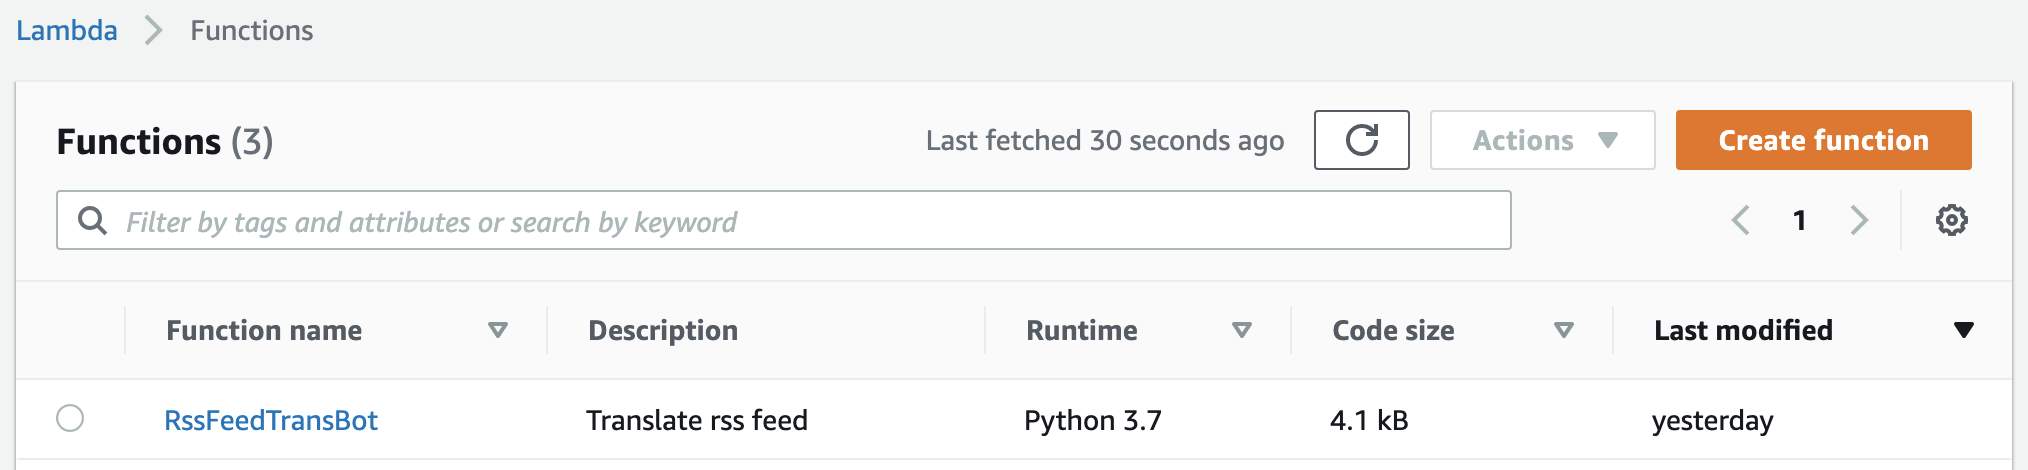 Lambda > Functions
Functions (3) Last fetched 30 seconds ago Actions Create function
Filter by tags and attributes or search by keyword 1
Function name Description Runtime Code size Last modified
RssFeedTransBot Translate rss feed Python 3.7 4.1 kB yesterday